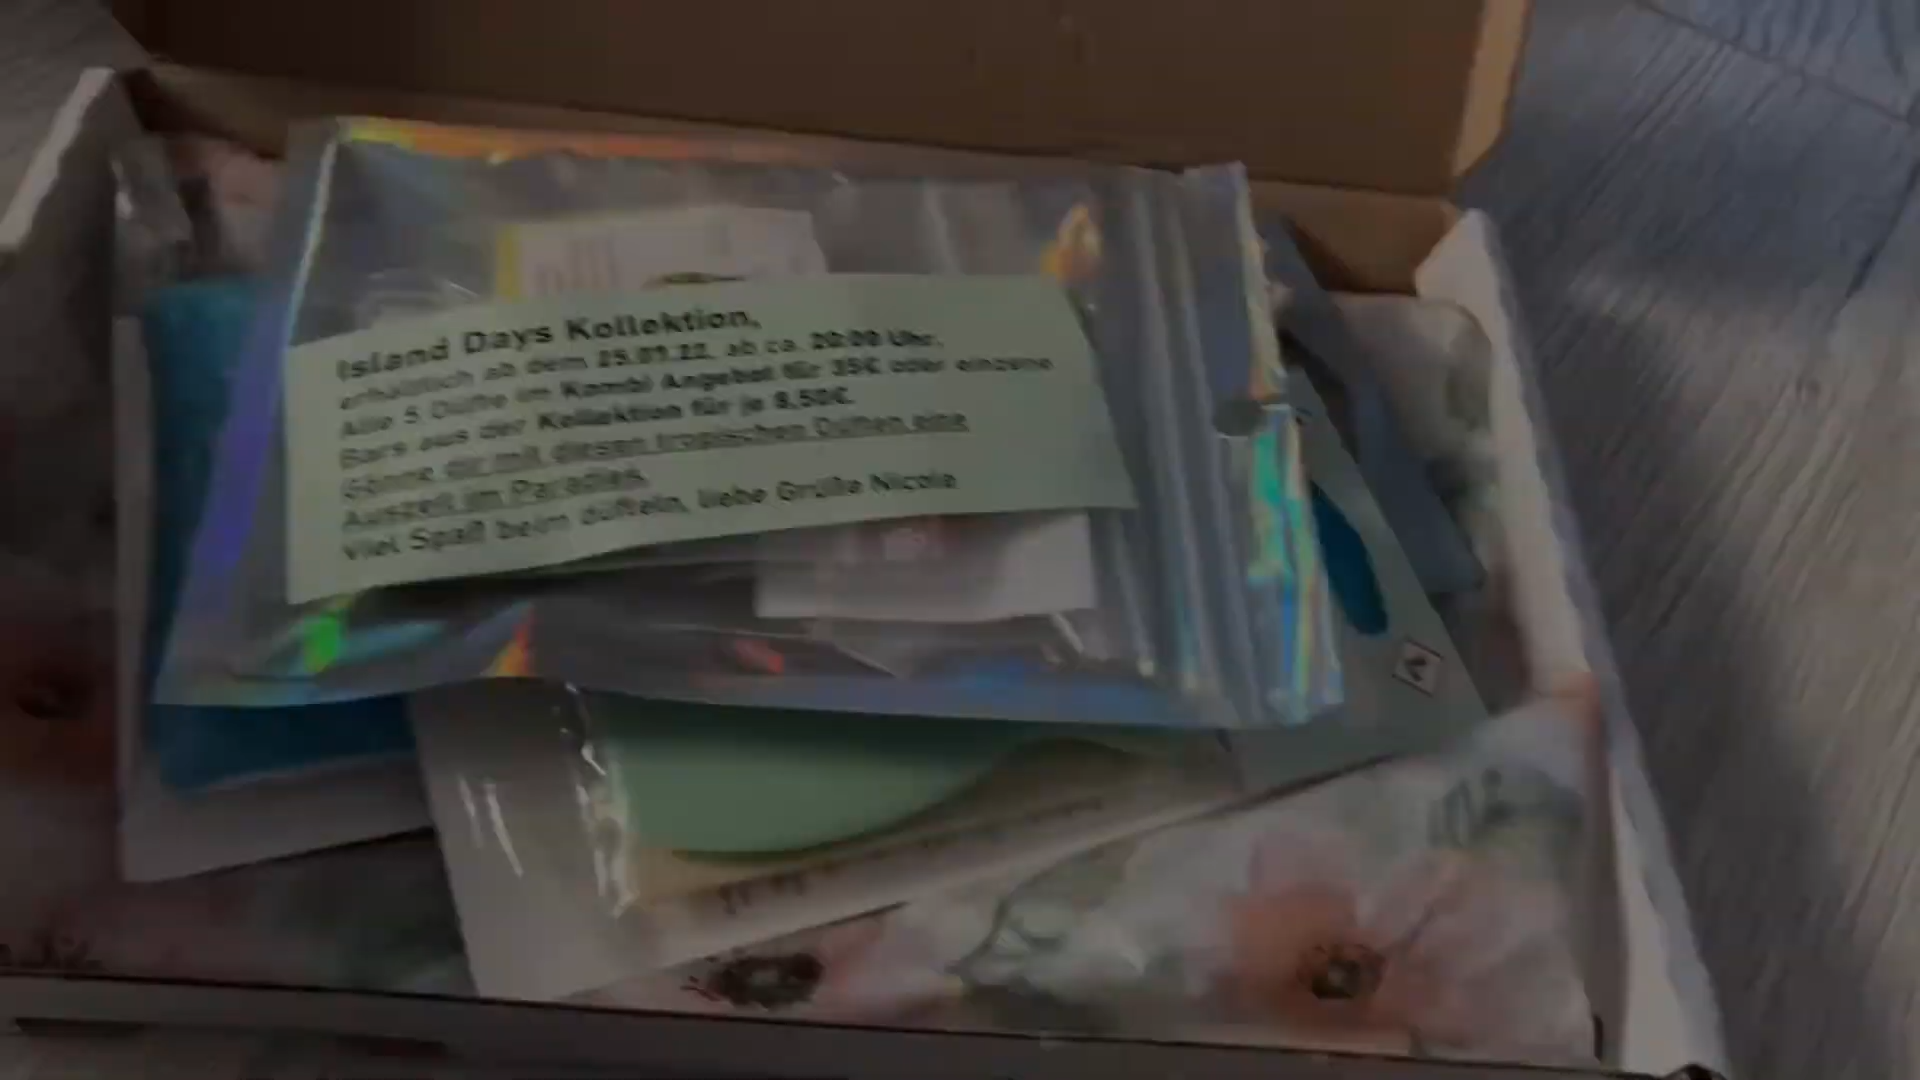 Island Days Kollektion,
erhältlich ab dem 25.01.22. ab ca. 20:00 Uhr.
Alle 5 Düfte im Kombi Angebot für 35€ oder einzelne
Bars aus der Kollektion für je 8,50€.
Gönne dir mit diesen tropischen Düften eine
Auszeit im Paradies.
Viel Spaß beim düfteln, liebe Grüße Nicole